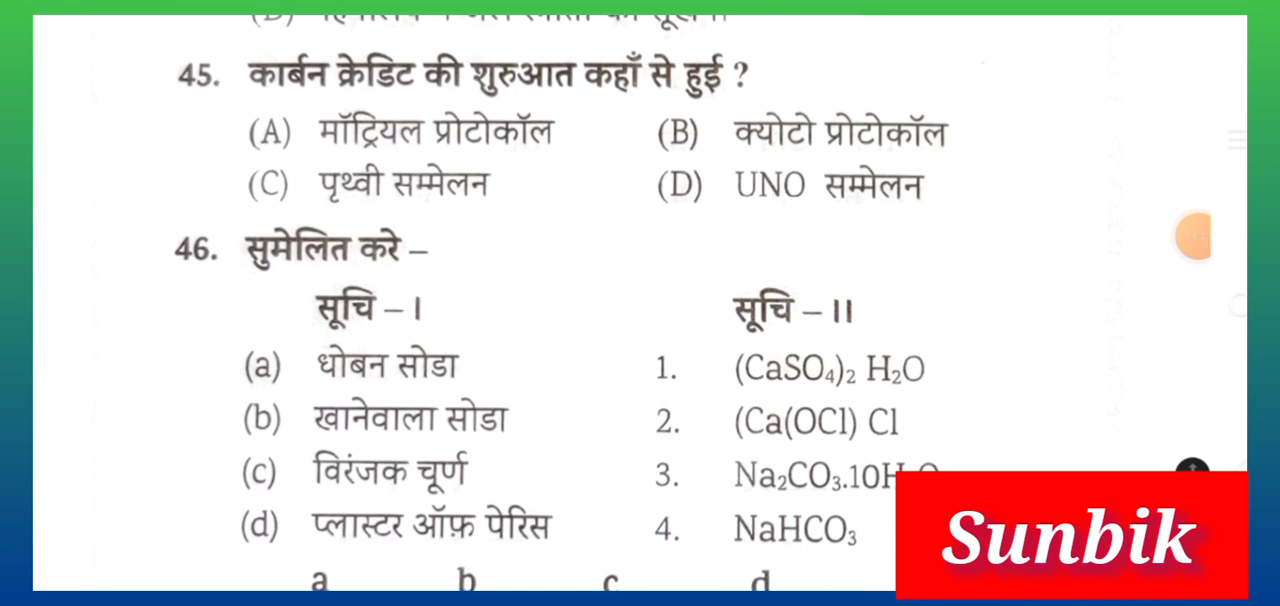 45. कार्बन क्रेडिट की शुरुआत कहाँ से हुई ?
(A) मॉट्रियल प्रोटोकॉल (B) क्योटो प्रोटोकॉल
(C) पृथ्वी सम्मेलन (D) UNO सम्मेलन
46. सुमेलित करे –
सूचि – I सूचि – II
(a) धोबन सोडा 1. (CaSO₄)₂ H₂O
(b) खानेवाला सोडा 2. (Ca(OCl) Cl
(c) विरंजक चूर्ण 3. Na₂CO₃.10H
(d) प्लास्टर ऑफ़ पेरिस 4. NaHCO₃
a b c d
Sunbik